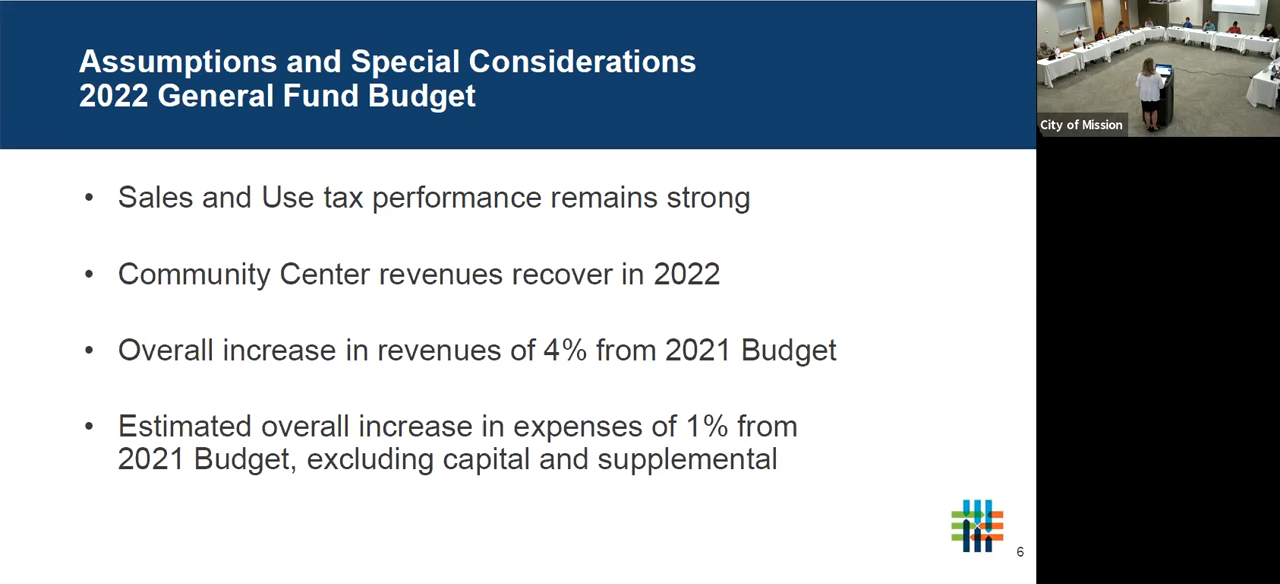 Assumptions and Special Considerations
2022 General Fund Budget
• Sales and Use tax performance remains strong
• Community Center revenues recover in 2022
• Overall increase in revenues of 4% from 2021 Budget
• Estimated overall increase in expenses of 1% from
2021 Budget, excluding capital and supplemental
6
City of Mission